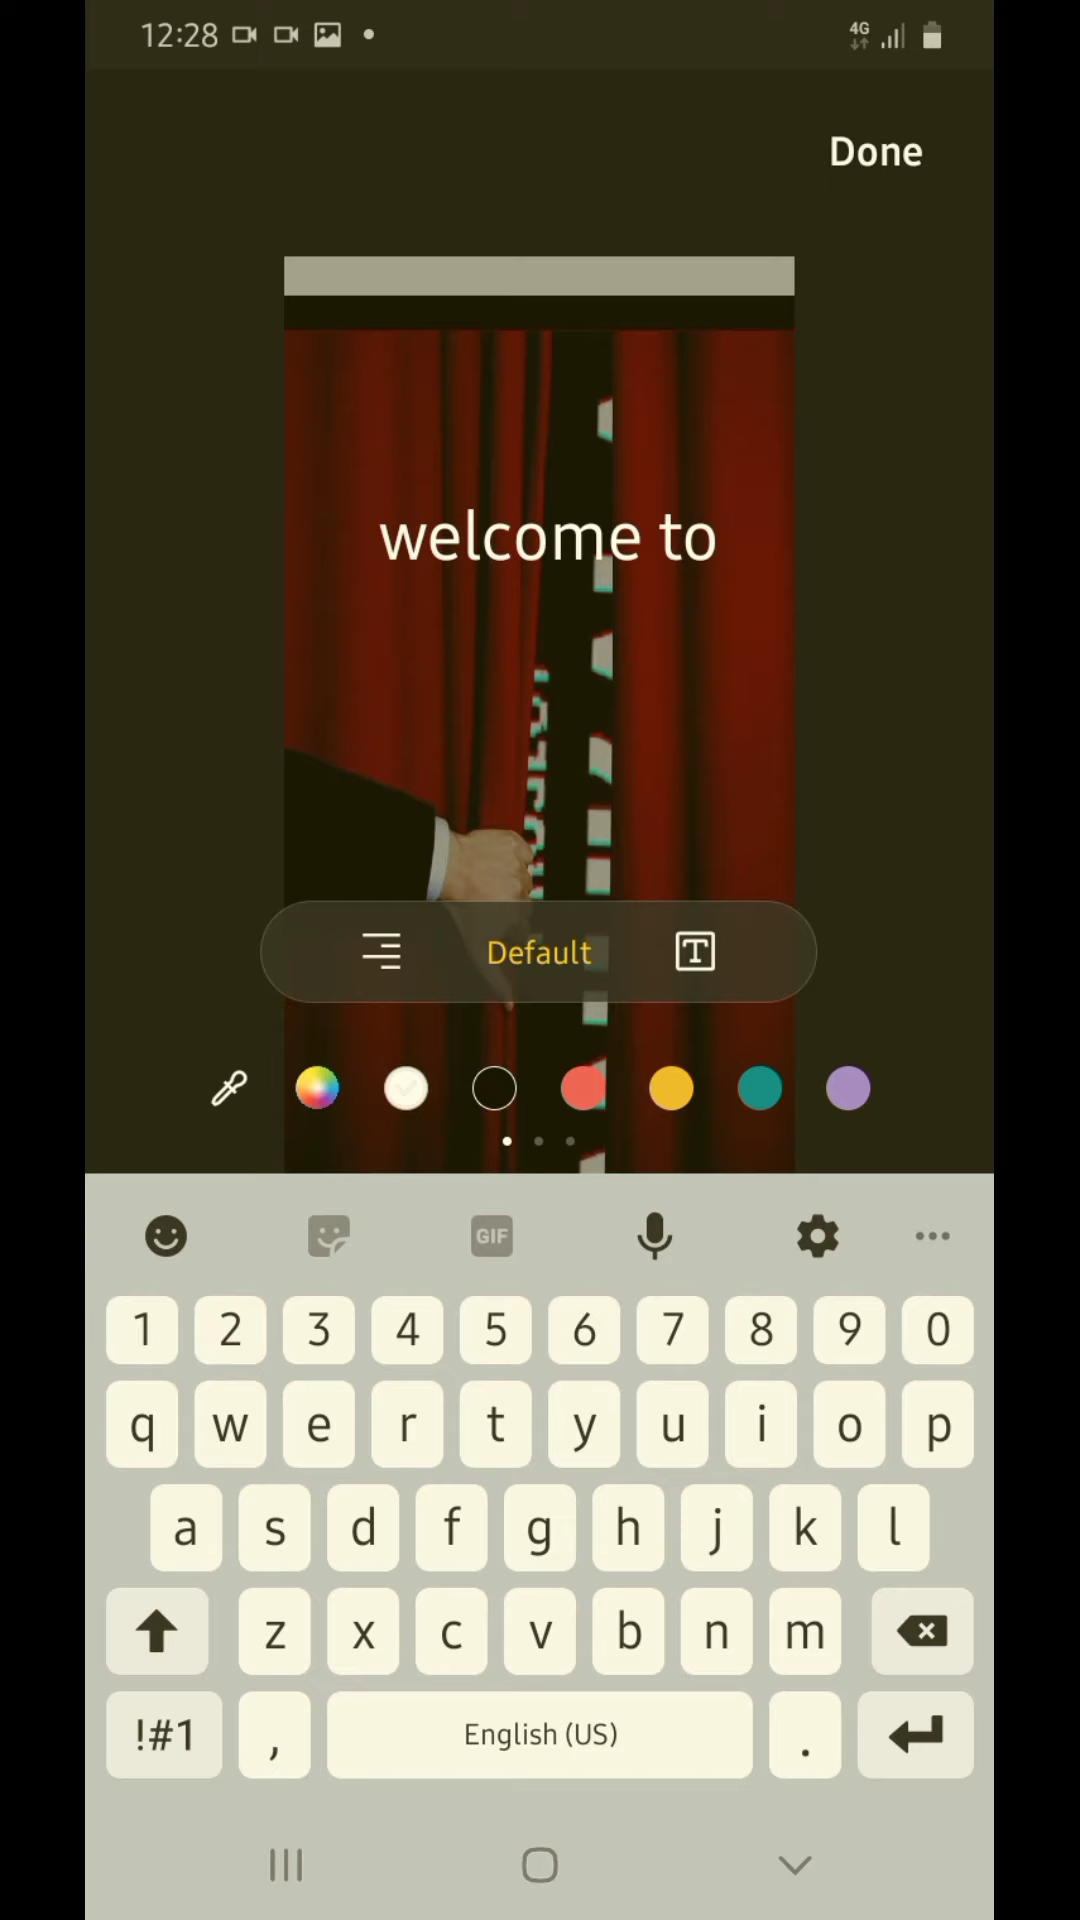 12:28
4G
Done
welcome to
Default
T
GIF
1 2 3 4 5 6 7 8 9 0
q w e r t y u i o p
a s d f g h j k l
z x c v b n m
!#1 , English (US) .